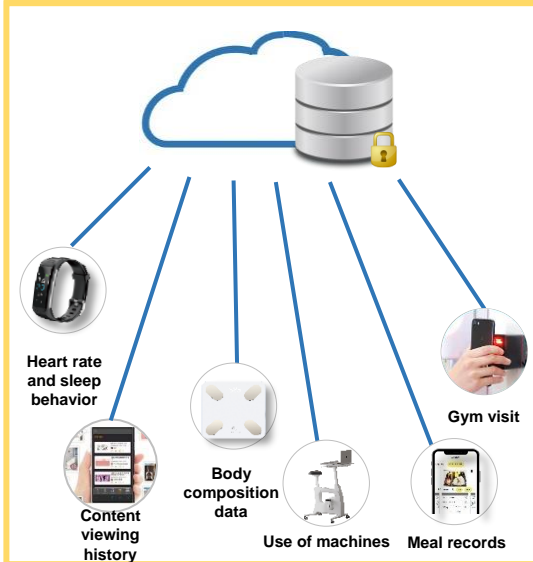 Heart rate
and sleep
behavior
Gym visit
Body
composition
data
Content
viewing
history
Use of machines
Meal records